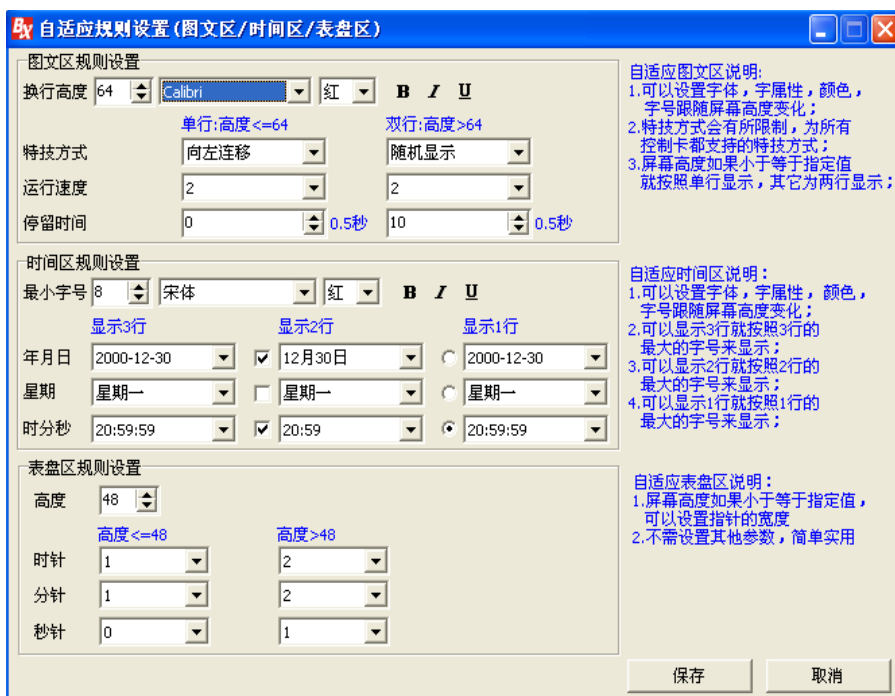 BX 自适应规则设置(图文区/时间区/表盘区)
图文区规则设置
换行高度 64 Calibri 红 B I U
单行:高度<=64 双行:高度>64
特技方式 向左连移 随机显示
运行速度 2 2
停留时间 0 0.5秒 10 0.5秒
自适应图文区说明:
1.可以设置字体，字属性，颜色，
字号跟随屏幕高度变化；
2.特技方式会有所限制，为所有
控制卡都支持的特技方式；
3.屏幕高度如果小于等于指定值
就按照单行显示，其它为两行显示；
时间区规则设置
最小字号 8 宋体 红 B I U
显示3行 显示2行 显示1行
年月日 2000-12-30 12月30日 2000-12-30
星期 星期一 星期一 星期一
时分秒 20:59:59 20:59 20:59:59
自适应时间区说明：
1.可以设置字体，字属性，颜色，
字号跟随屏幕高度变化；
2.可以显示3行就按照3行的
最大的字号来显示；
3.可以显示2行就按照2行的
最大的字号来显示；
4.可以显示1行就按照1行的
最大的字号来显示；
表盘区规则设置
高度 48
高度<=48 高度>48
时针 1 2
分针 1 2
秒针 0 1
自适应表盘区说明：
1.屏幕高度如果小于等于指定值，
可以设置指针的宽度
2.不需设置其他参数，简单实用
保存 取消